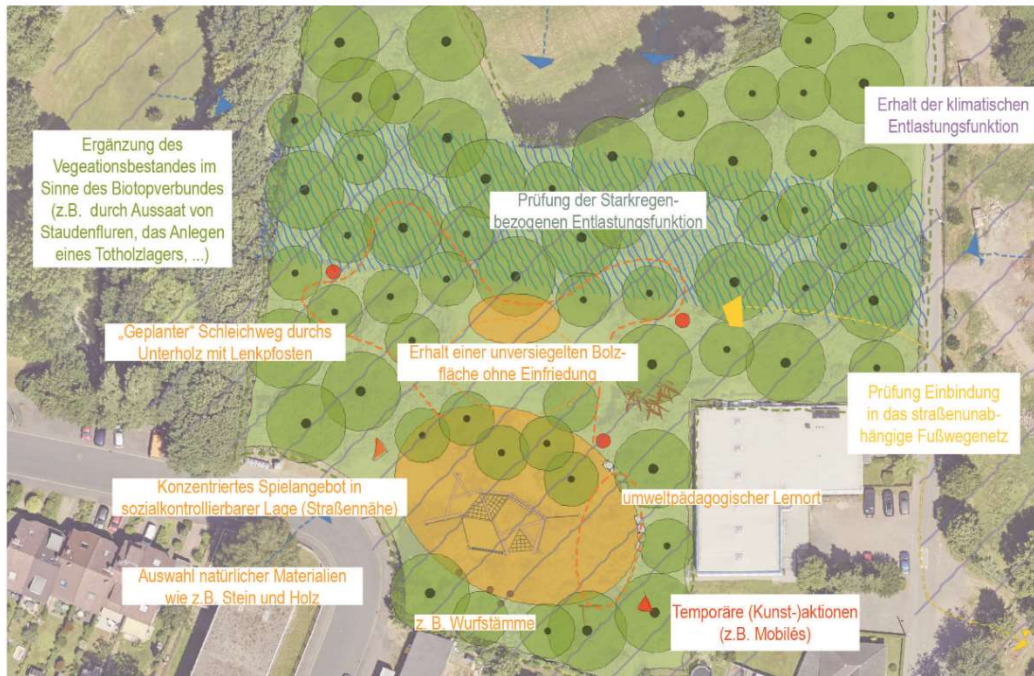 Erhalt der klimatischen
Entlastungsfunktion
Ergänzung des
Vegeationsbestandes im
Sinne des Biotopverbundes
(z.B. durch Aussaat von
Staudenfluren, das Anlegen
eines Totholzlagers, ...)
Prüfung der Starkregen-
bezogenen Entlastungsfunktion
„Geplanter“ Schleichweg durchs
Unterholz mit Lenkpfosten
Erhalt einer unversiegelten Bolz-
fläche ohne Einfriedung
Prüfung Einbindung
in das straßenunab-
hängige Fußwegenetz
Konzentriertes Spielangebot in
sozialkontrollierbarer Lage (Straßennähe)
umweltpädagogischer Lernort
Auswahl natürlicher Materialien
wie z.B. Stein und Holz
z. B. Wurfstämme
Temporäre (Kunst-)aktionen
(z.B. Mobilés)